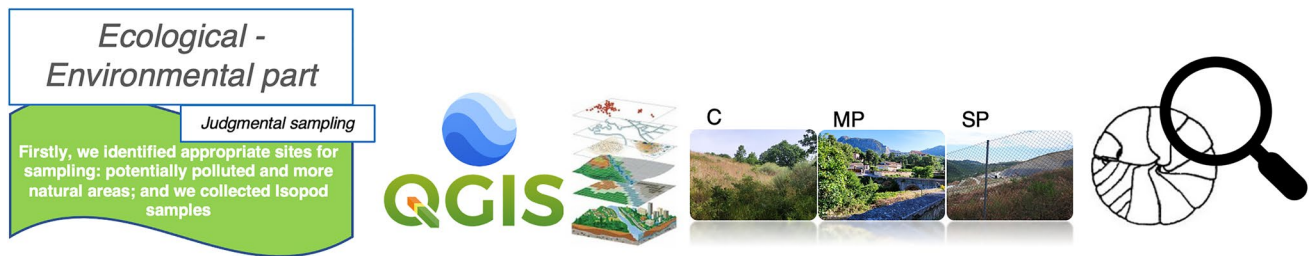 Ecological -
Environmental part
Judgmental sampling
Firstly, we identified appropriate sites for
sampling: potentially polluted and more
natural areas; and we collected Isopod
samples
QGIS
C
MP
SP